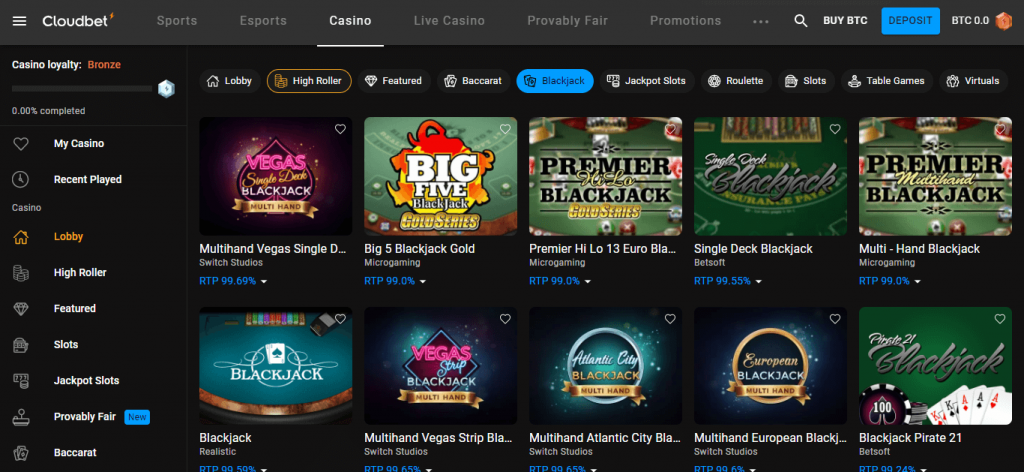 Cloudbet
Sports
Esports
Casino
Live Casino
Provably Fair
Promotions
BUY BTC
DEPOSIT
BTC 0.0
Casino loyalty: Bronze
0.00% completed
My Casino
Recent Played
Casino
Lobby
High Roller
Featured
Slots
Jackpot Slots
Provably Fair New
Baccarat
Lobby
High Roller
Featured
Baccarat
Blackjack
Jackpot Slots
Roulette
Slots
Table Games
Virtuals
VEGAS
Single Deck
BLACKJACK
MULTI HAND
Multihand Vegas Single D...
Switch Studios
RTP 99.69%
BIG
FIVE
Blackjack
GOLD SERIES
Big 5 Blackjack Gold
Microgaming
RTP 99.0%
PREMIER
Hi Lo
BLACKJACK
GOLD SERIES
Premier Hi Lo 13 Euro Bla...
Microgaming
RTP 99.0%
Single Deck
Blackjack
INSURANCE PAYS
Single Deck Blackjack
Betsoft
RTP 99.55%
PREMIER
Multihand
BLACKJACK
Multi - Hand Blackjack
Microgaming
RTP 99.0%
BLACKJACK
Blackjack
Realistic
RTP 99.59%
VEGAS
Strip
BLACKJACK
MULTI HAND
Multihand Vegas Strip Bla...
Switch Studios
RTP 99.65%
Atlantic City
BLACKJACK
MULTI HAND
Multihand Atlantic City Bla...
Switch Studios
RTP 99.65%
European
BLACKJACK
MULTI HAND
Multihand European Blackj...
Switch Studios
RTP 99.6%
Pirate 21
Blackjack
100
K
K
A
A
A
Blackjack Pirate 21
Betsoft
RTP 99.24%